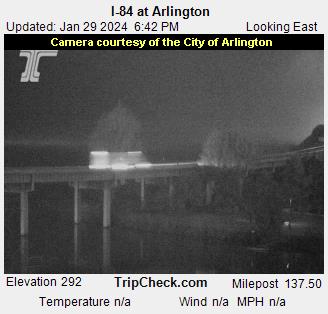 I-84 at Arlington
Updated: Jan 29 2024 6:42 PM Looking East
Camera courtesy of the City of Arlington
Elevation 292 TripCheck.com Milepost 137.50
Temperature n/a Wind n/a MPH n/a